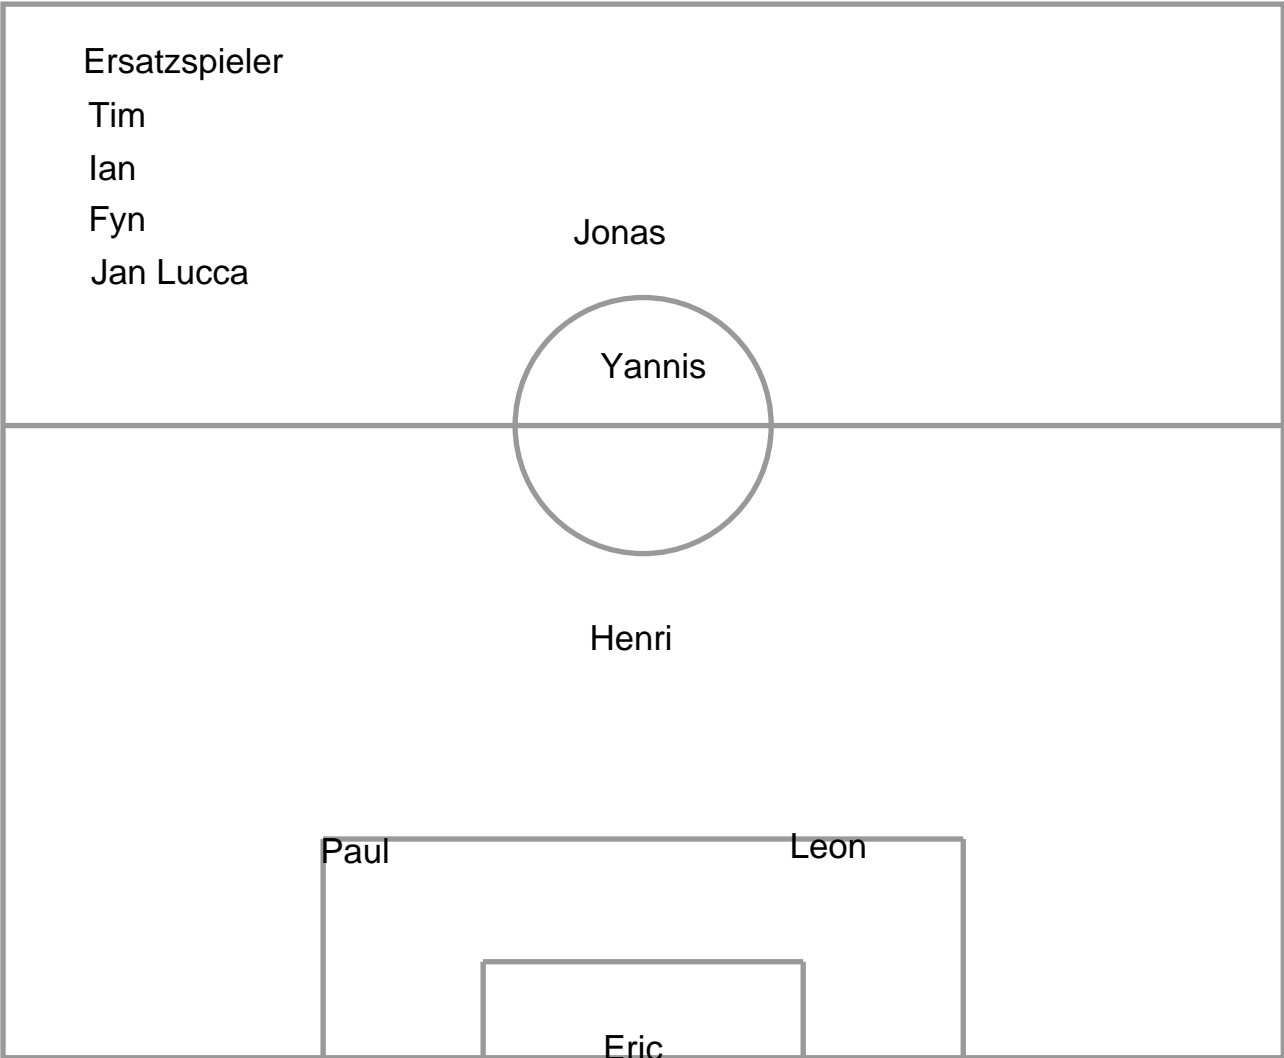 Ersatzspieler
Tim
Ian
Fyn
Jan Lucca
Jonas
Yannis
Henri
Paul
Leon
Eric